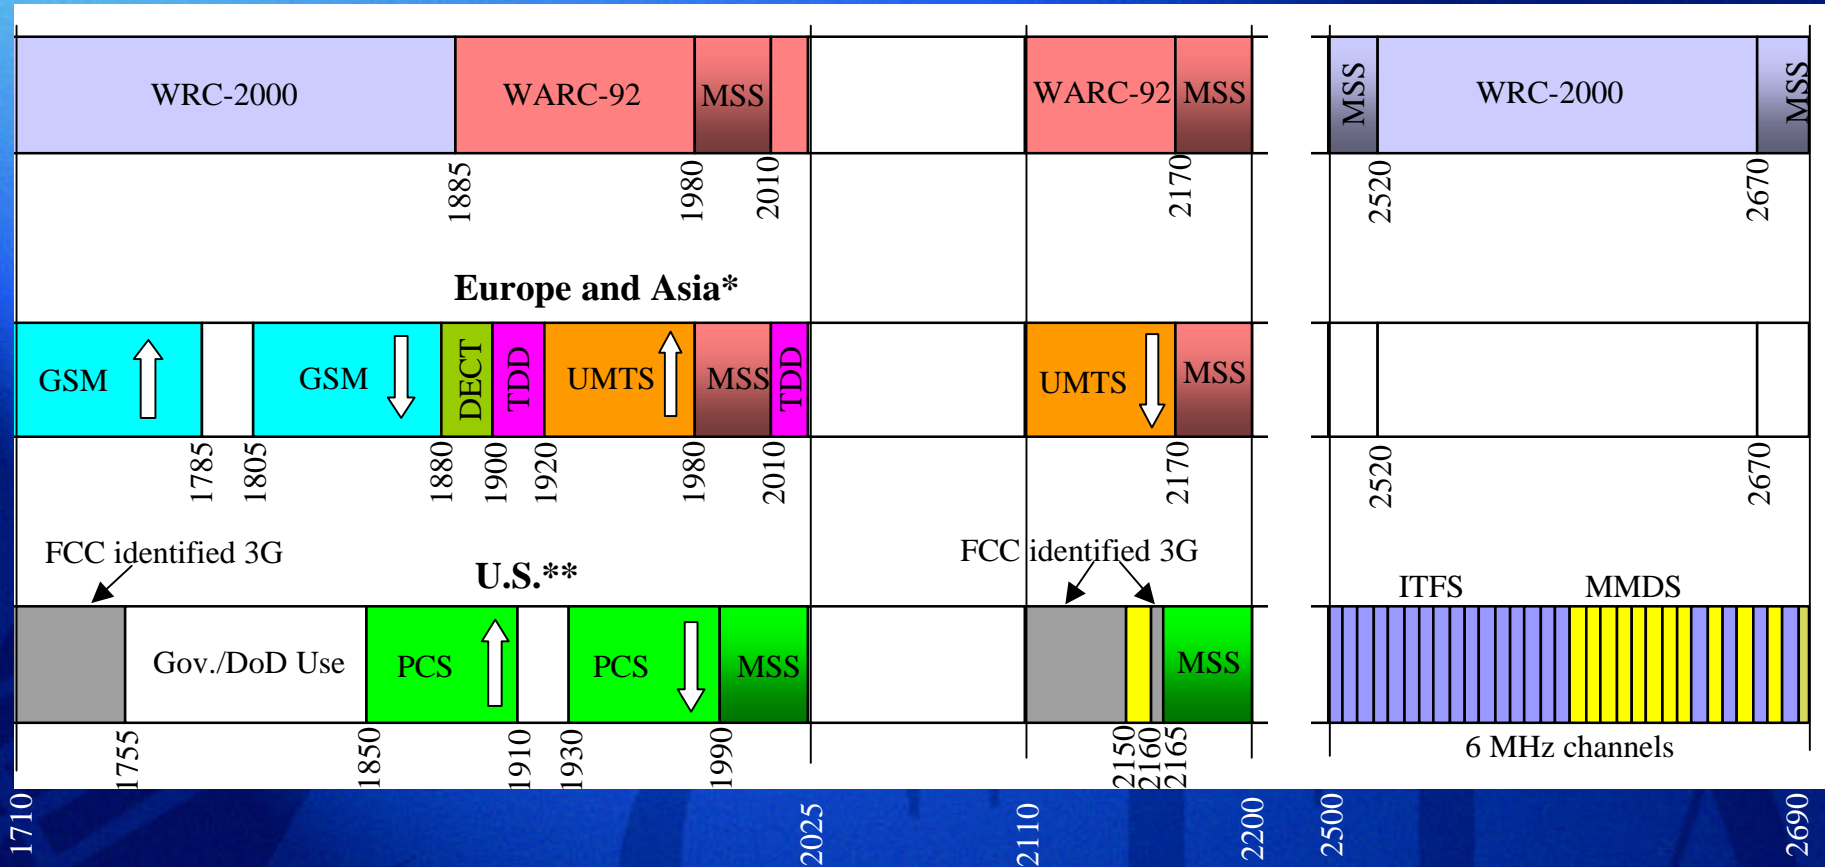 WRC-2000 WARC-92 MSS WARC-92 MSS MSS WRC-2000 MSS
1885 1980 2010 2170 2520 2670
Europe and Asia*
GSM GSM DECT TDD UMTS MSS TDD UMTS MSS
1785 1805 1880 1900 1920 1980 2010 2170 2520 2670
FCC identified 3G FCC identified 3G
U.S.**
ITFS MMDS
Gov./DoD Use PCS PCS MSS MSS
6 MHz channels
1755 1850 1910 1930 1990 2150 2160 2165
1710 2025 2110 2200 2500 2690